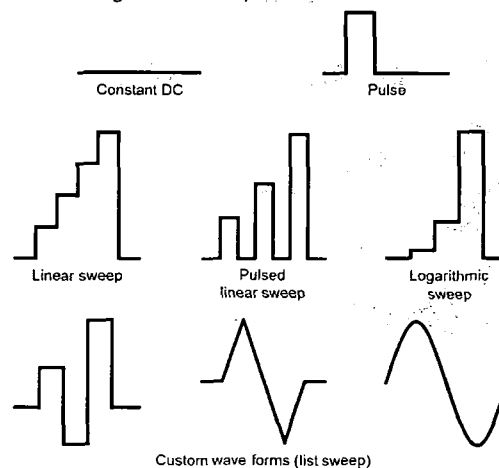 Constant DC
Pulse
Linear sweep
Pulsed
linear sweep
Logarithmic
sweep
Custom wave forms (list sweep)